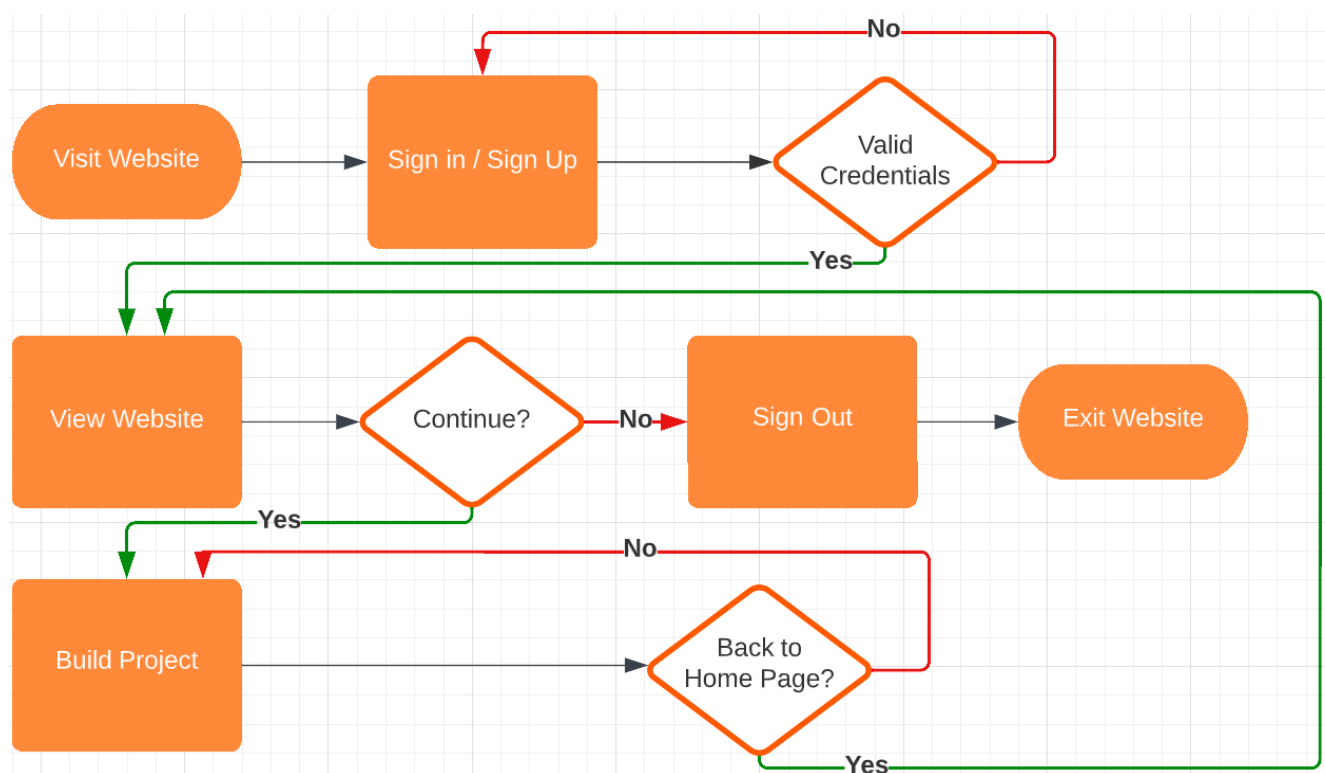 No
Visit Website
Sign in / Sign Up
Valid
Credentials
Yes
View Website
Continue?
No
Sign Out
Exit Website
Yes
No
Build Project
Back to
Home Page?
Yes